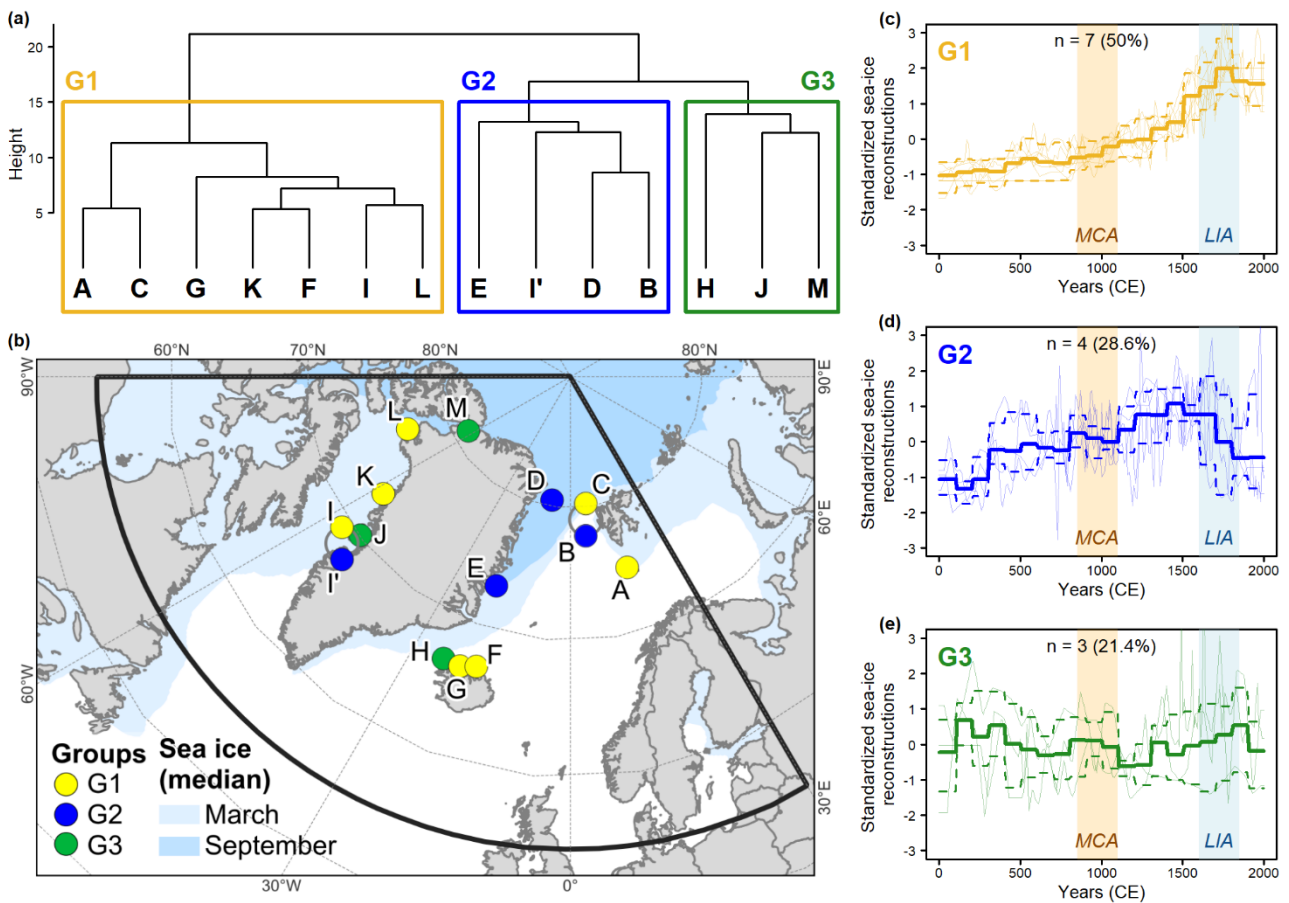 (a)
Height
20
15
10
5
G1
G2
G3
A C G K F I L E I' D B H J M
(b)
60°N 70°N 80°N 80°N
90°W
90°E
60°E
60°W
30°E
30°W 0°
L
M
K
D
C
I
J
B
I'
E
A
H
F
G
Groups
G1
G2
G3
Sea ice
(median)
March
September
(c)
Standardized sea-ice
reconstructions
3
2
1
0
-1
-2
-3
G1
n = 7 (50%)
MCA
LIA
0 500 1000 1500 2000
Years (CE)
(d)
Standardized sea-ice
reconstructions
3
2
1
0
-1
-2
-3
G2
n = 4 (28.6%)
MCA
LIA
0 500 1000 1500 2000
Years (CE)
(e)
Standardized sea-ice
reconstructions
3
2
1
0
-1
-2
-3
G3
n = 3 (21.4%)
MCA
LIA
0 500 1000 1500 2000
Years (CE)